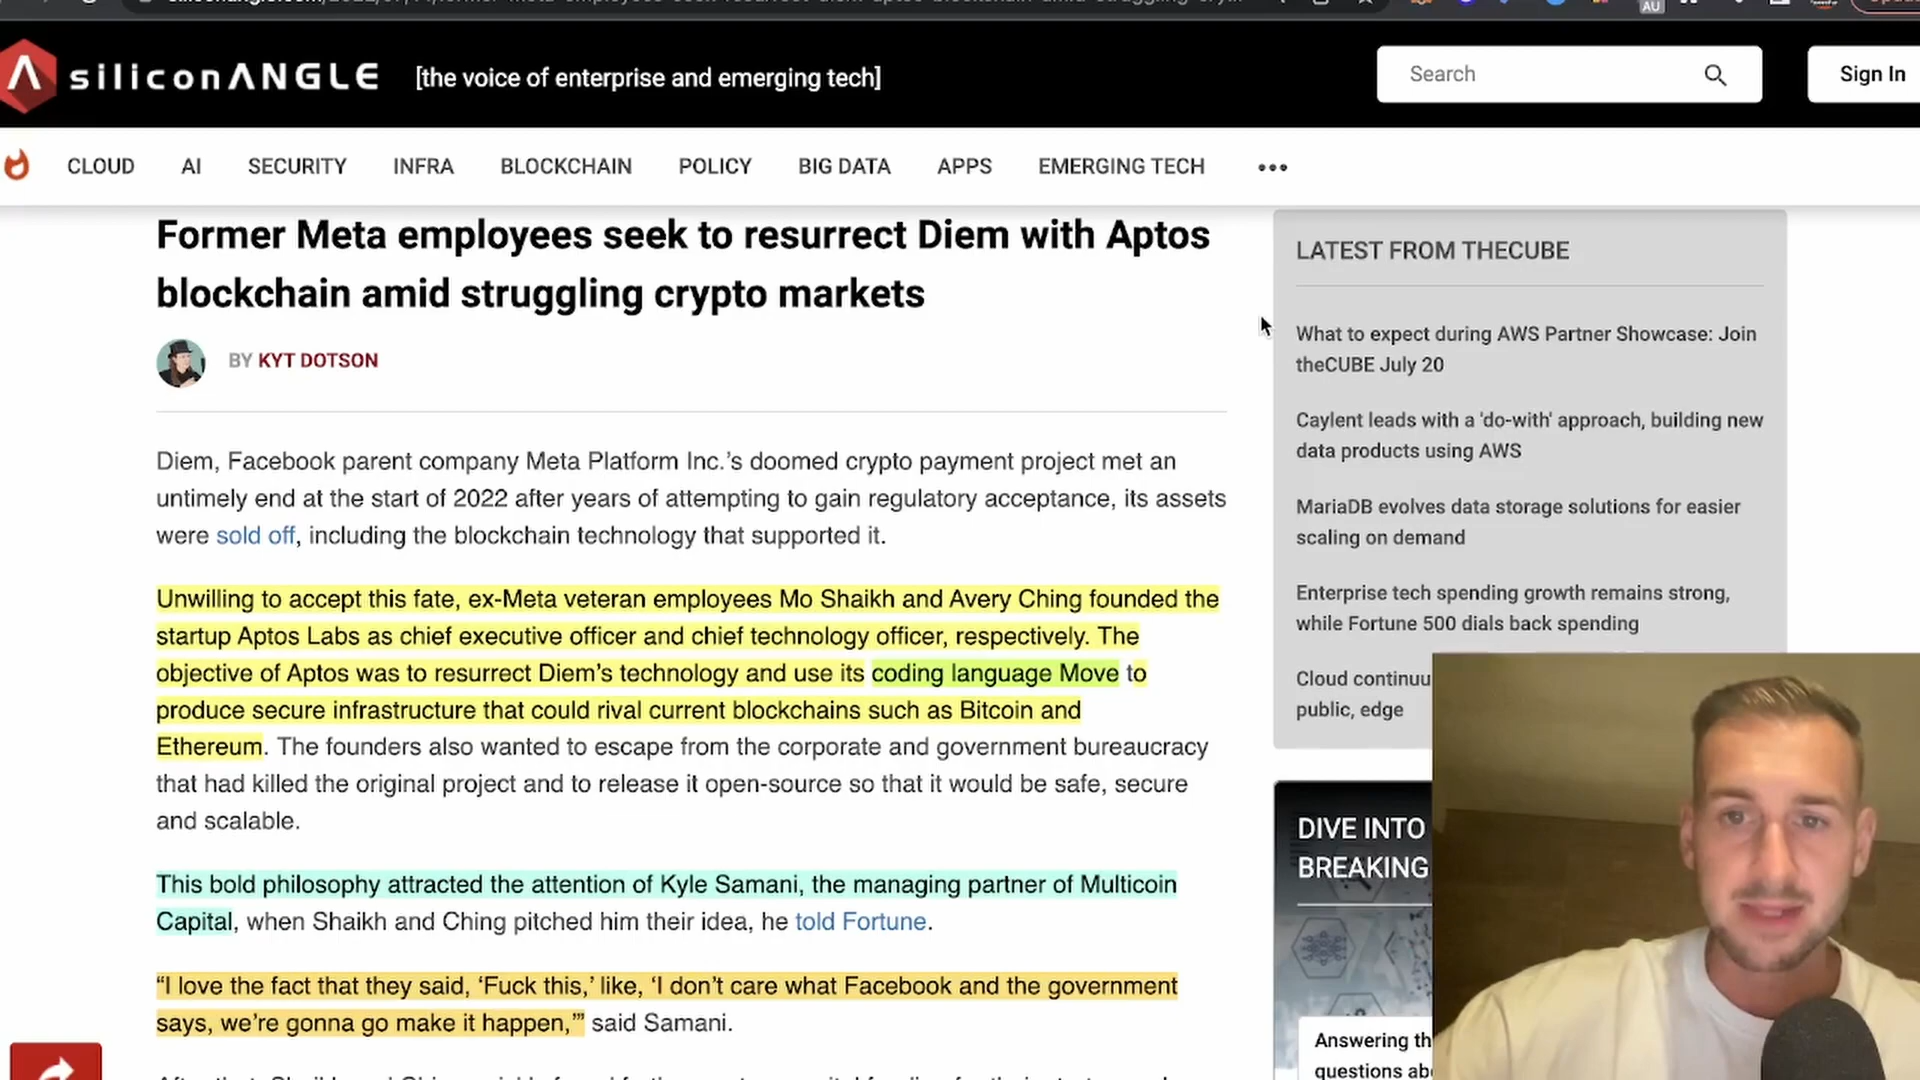 siliconANGLE [the voice of enterprise and emerging tech]
Search
Sign In
CLOUD AI SECURITY INFRA BLOCKCHAIN POLICY BIG DATA APPS EMERGING TECH •••
AU
Former Meta employees seek to resurrect Diem with Aptos
blockchain amid struggling crypto markets
BY KYT DOTSON
Diem, Facebook parent company Meta Platform Inc.’s doomed crypto payment project met an
untimely end at the start of 2022 after years of attempting to gain regulatory acceptance, its assets
were sold off, including the blockchain technology that supported it.
Unwilling to accept this fate, ex-Meta veteran employees Mo Shaikh and Avery Ching founded the
startup Aptos Labs as chief executive officer and chief technology officer, respectively. The
objective of Aptos was to resurrect Diem’s technology and use its coding language Move to
produce secure infrastructure that could rival current blockchains such as Bitcoin and
Ethereum. The founders also wanted to escape from the corporate and government bureaucracy
that had killed the original project and to release it open-source so that it would be safe, secure
and scalable.
This bold philosophy attracted the attention of Kyle Samani, the managing partner of Multicoin
Capital, when Shaikh and Ching pitched him their idea, he told Fortune.
“I love the fact that they said, ‘Fuck this,’ like, ‘I don’t care what Facebook and the government
says, we’re gonna go make it happen,’” said Samani.
LATEST FROM THECUBE
What to expect during AWS Partner Showcase: Join
theCUBE July 20
Caylent leads with a 'do-with' approach, building new
data products using AWS
MariaDB evolves data storage solutions for easier
scaling on demand
Enterprise tech spending growth remains strong,
while Fortune 500 dials back spending
Cloud continuu
public, edge
DIVE INTO
BREAKING
Answering th
questions ab